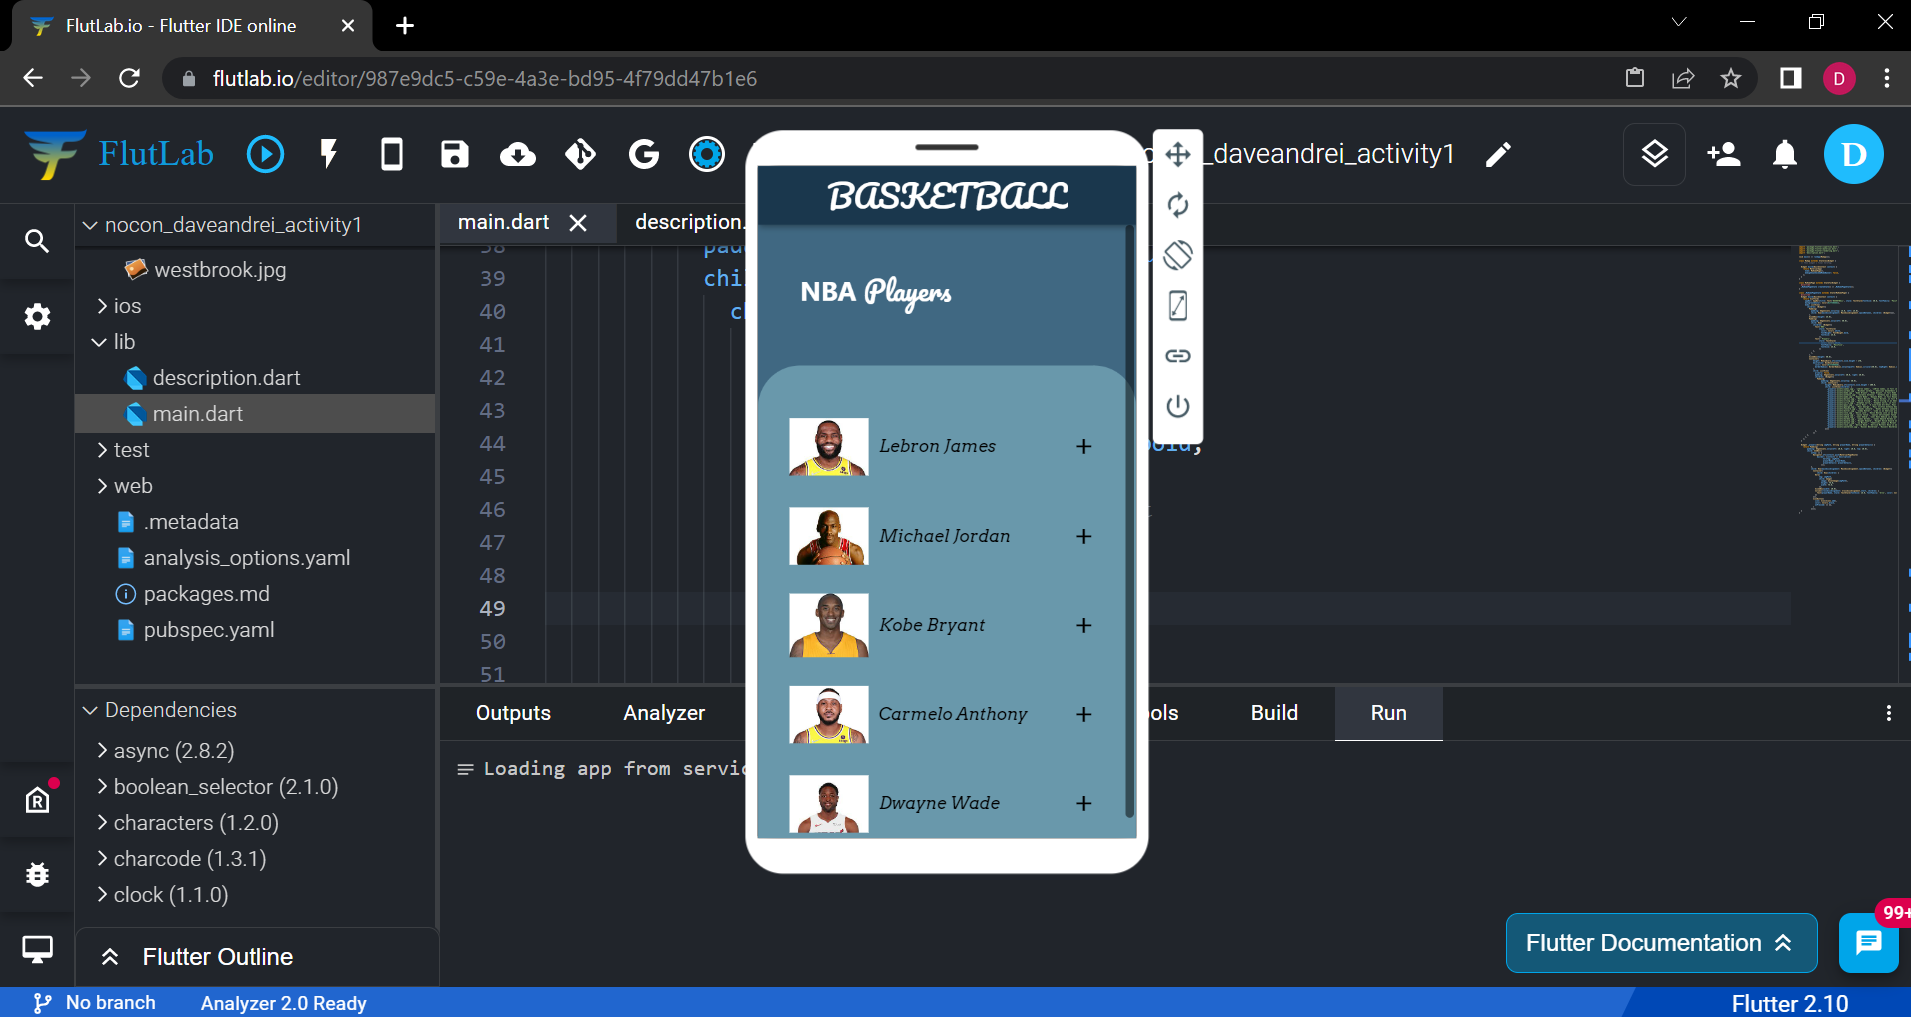 FlutLab.io - Flutter IDE online
flutlab.io/editor/987e9dc5-c59e-4a3e-bd95-4f79dd47b1e6
D
FlutLab
_daveandrei_activity1
D
nocon_daveandrei_activity1
westbrook.jpg
ios
lib
description.dart
main.dart
test
web
.metadata
analysis_options.yaml
packages.md
pubspec.yaml
Dependencies
async (2.8.2)
boolean_selector (2.1.0)
characters (1.2.0)
charcode (1.3.1)
clock (1.1.0)
Flutter Outline
main.dart
description.
38
39 chi
40 c
41
42
43
44
45
46
47
48
49
50
51
BASKETBALL
NBA Players
Lebron James +
Michael Jordan +
Kobe Bryant +
Carmelo Anthony +
Dwayne Wade +
Outputs
Analyzer
ols
Build
Run
Loading app from servic
Flutter Documentation
99+
No branch
Analyzer 2.0 Ready
Flutter 2.10